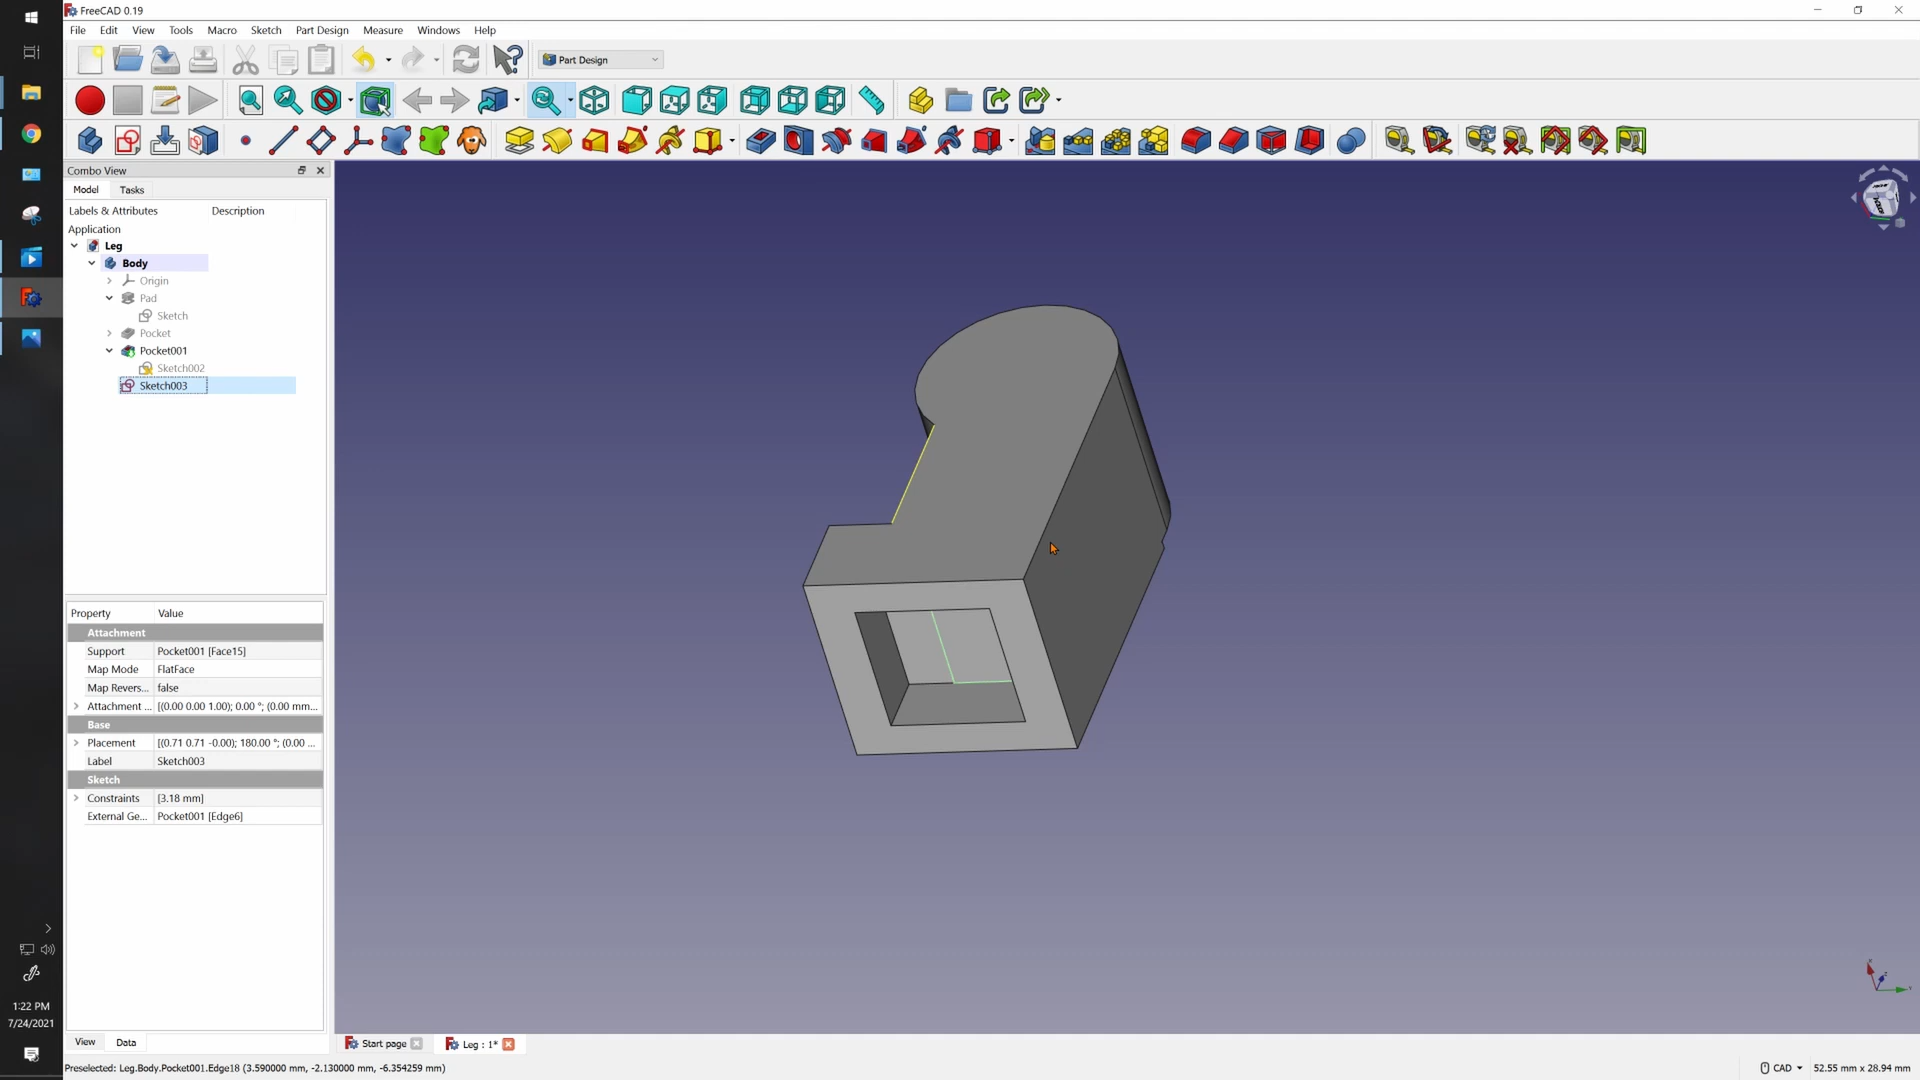 FreeCAD 0.19
File Edit View Tools Macro Sketch Part Design Measure Windows Help
Part Design
Combo View
Model Tasks
Labels & Attributes Description
Application
Leg
Body
Origin
Pad
Sketch
Pocket
Pocket001
Sketch002
Sketch003
Property Value
Attachment
Support Pocket001 [Face15]
Map Mode FlatFace
Map Revers... false
Attachment ... [(0.00 0.00 1.00); 0.00 °; (0.00 mm...
Base
Placement [(0.71 0.71 -0.00); 180.00 °; (0.00 ...
Label Sketch003
Sketch
Constraints [3.18 mm]
External Ge... Pocket001 [Edge6]
1:22 PM
7/24/2021
View Data
Start page
Leg : 1*
Preselected: Leg.Body.Pocket001.Edge18 (3.590000 mm, -2.130000 mm, -6.354259 mm)
CAD
52.55 mm x 28.94 mm